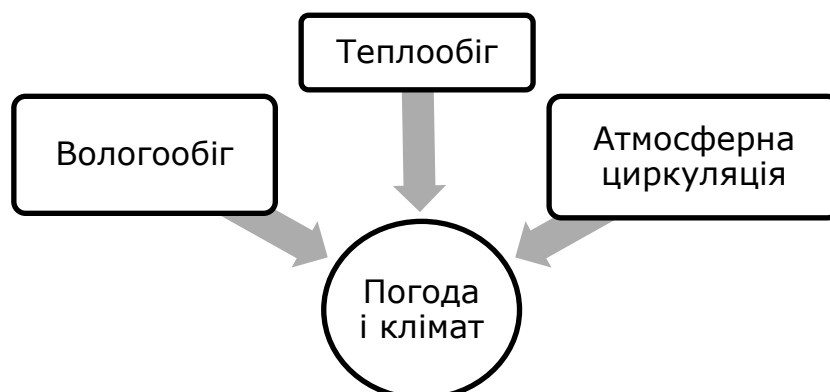 Теплообіг
Вологообіг
Атмосферна
циркуляція
Погода
і клімат